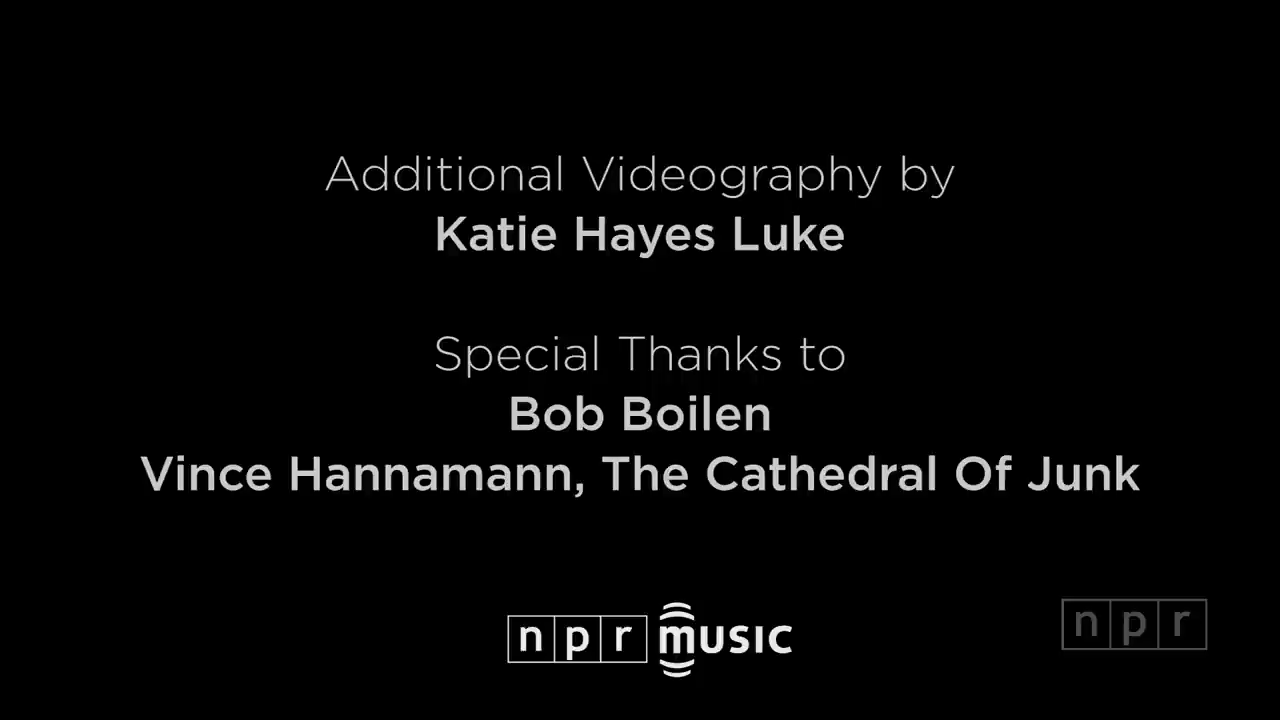 Additional Videography by
Katie Hayes Luke
Special Thanks to
Bob Boilen
Vince Hannamann, The Cathedral Of Junk
npr music
npr